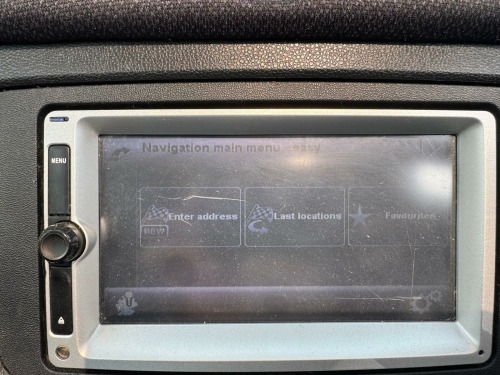 MENU
Navigation main menu - easy
Enter address
Last locations
Favourites
new